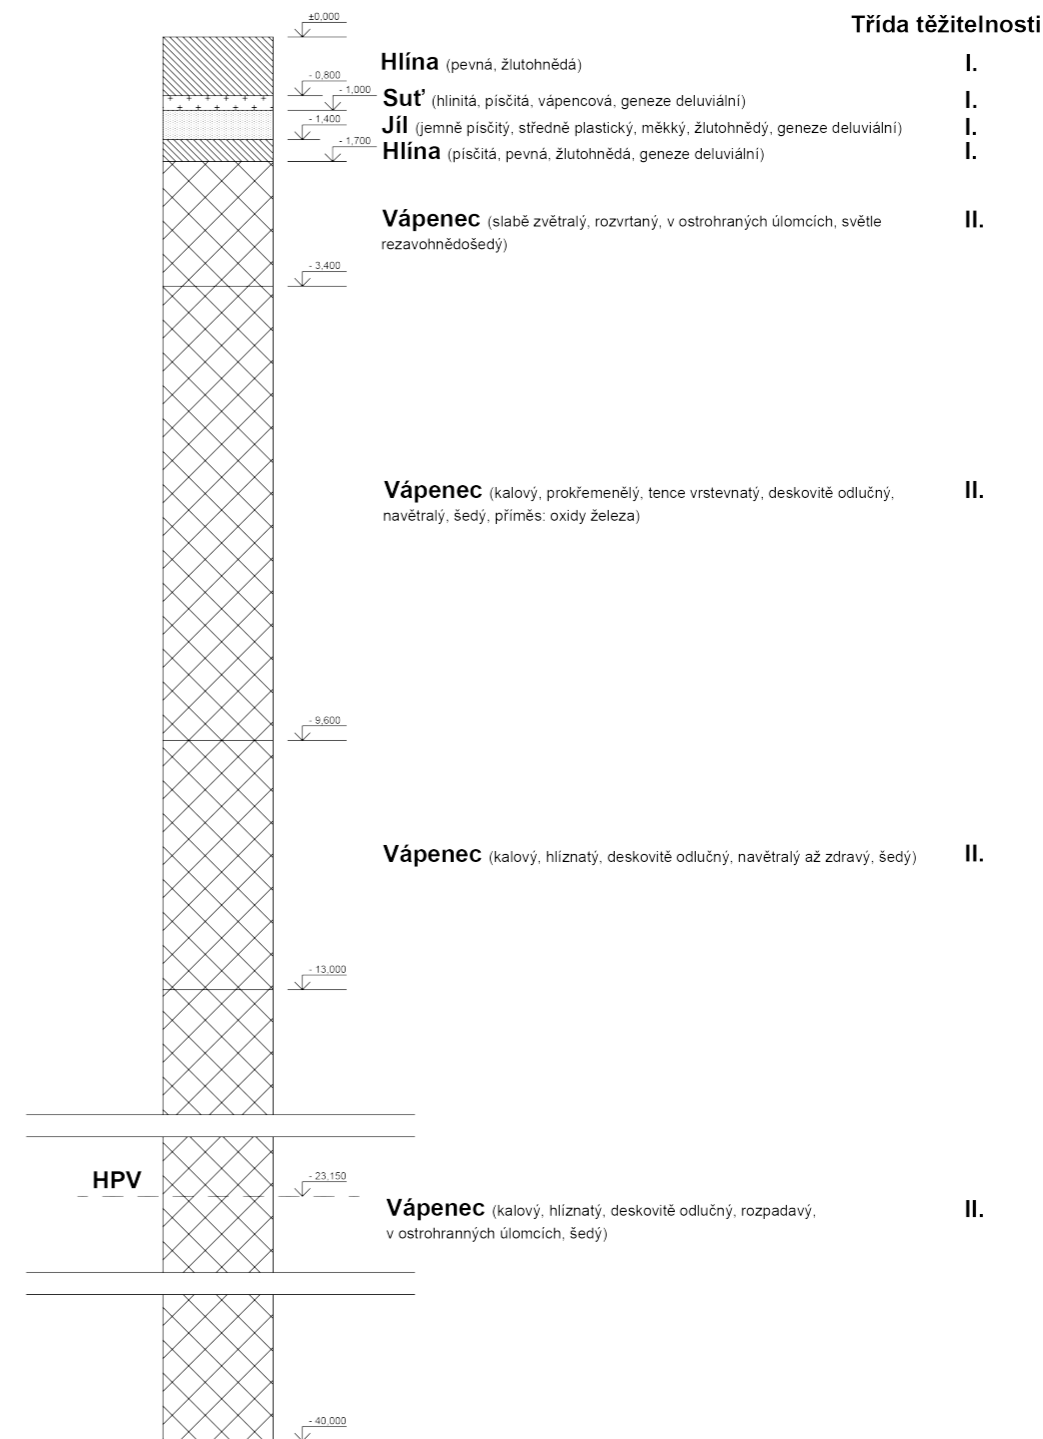 ±0,000
Třída těžitelnosti
Hlína (pevná, žlutohnědá) I.
- 0,800
- 1,000
Suť (hlinitá, písčitá, vápencová, geneze deluviální) I.
- 1,400
Jíl (jemně písčitý, středně plastický, měkký, žlutohnědý, geneze deluviální) I.
- 1,700
Hlína (písčitá, pevná, žlutohnědá, geneze deluviální) I.
Vápenec (slabě zvětralý, rozvrtaný, v ostrohraných úlomcích, světle II.
rezavohnědošedý)
- 3,400
Vápenec (kalový, prokřemenělý, tence vrstevnatý, deskovitě odlučný, II.
navětralý, šedý, příměs: oxidy železa)
- 9,600
Vápenec (kalový, hlíznatý, deskovitě odlučný, navětralý až zdravý, šedý) II.
- 13,000
HPV
- 23,150
Vápenec (kalový, hlíznatý, deskovitě odlučný, rozpadavý, II.
v ostrohranných úlomcích, šedý)
- 40,000